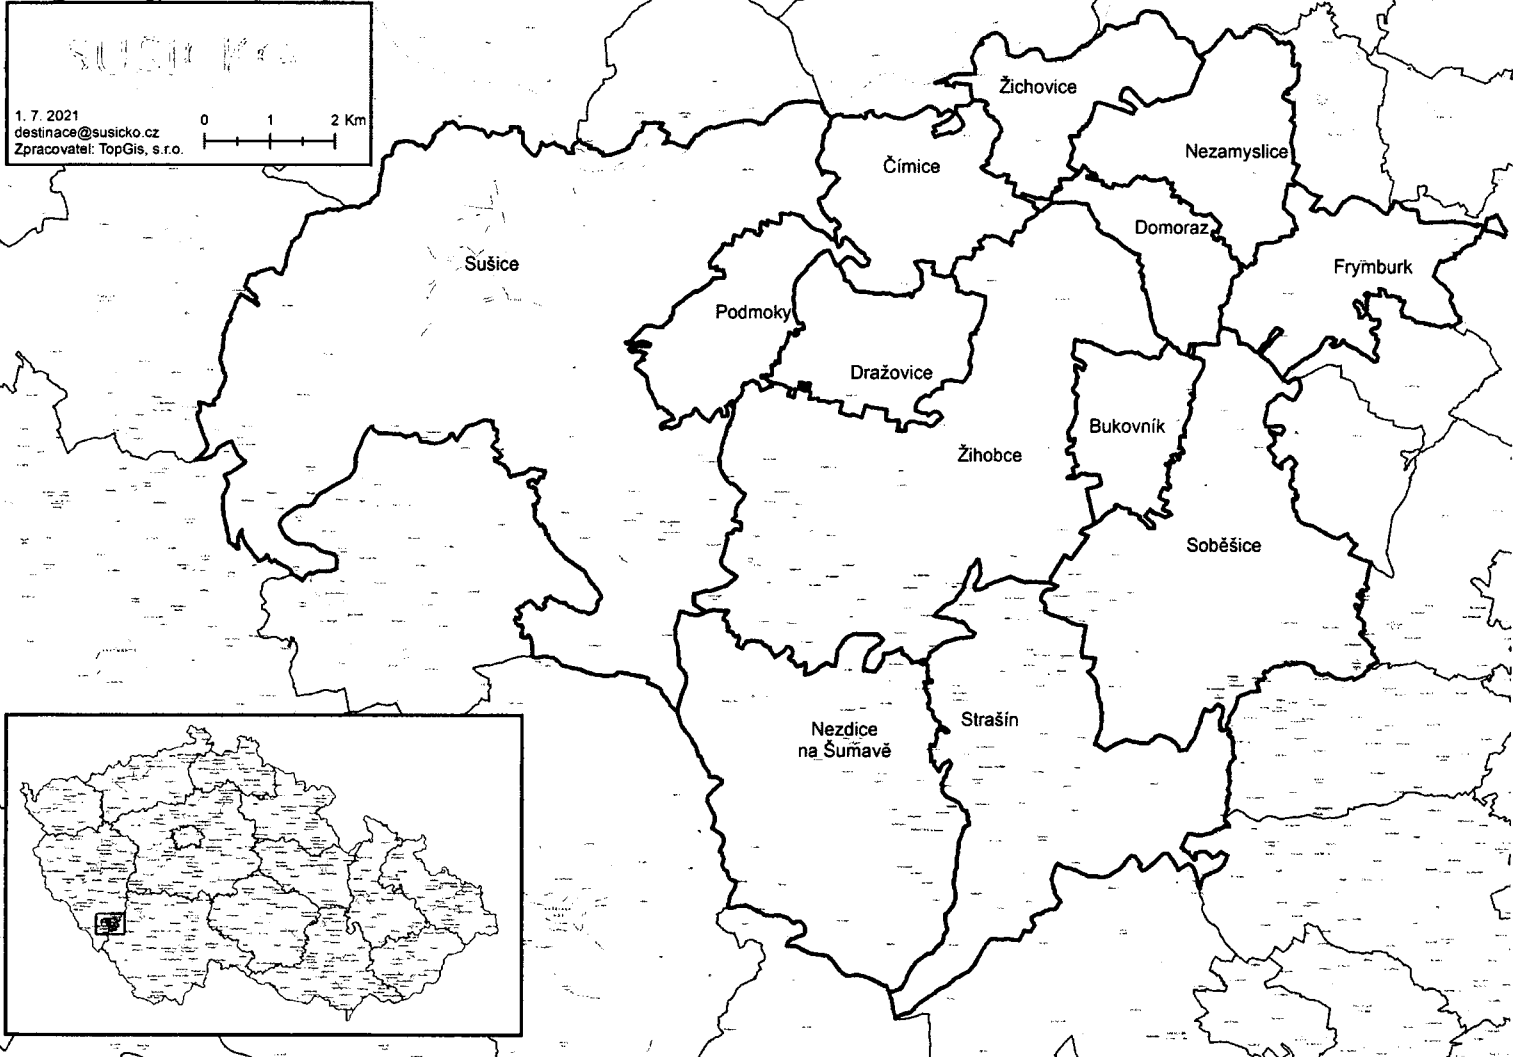 SUŠICKO
1. 7. 2021
destinace@susicko.cz
Zpracovatel: TopGis, s.r.o.
0 1 2 Km
Žichovice
Nezamyslice
Čímice
Domoraz
Sušice
Frymburk
Podmoky
Dražovice
Bukovník
Žihobce
Soběšice
Strašín
Nezdice
na Šumavě